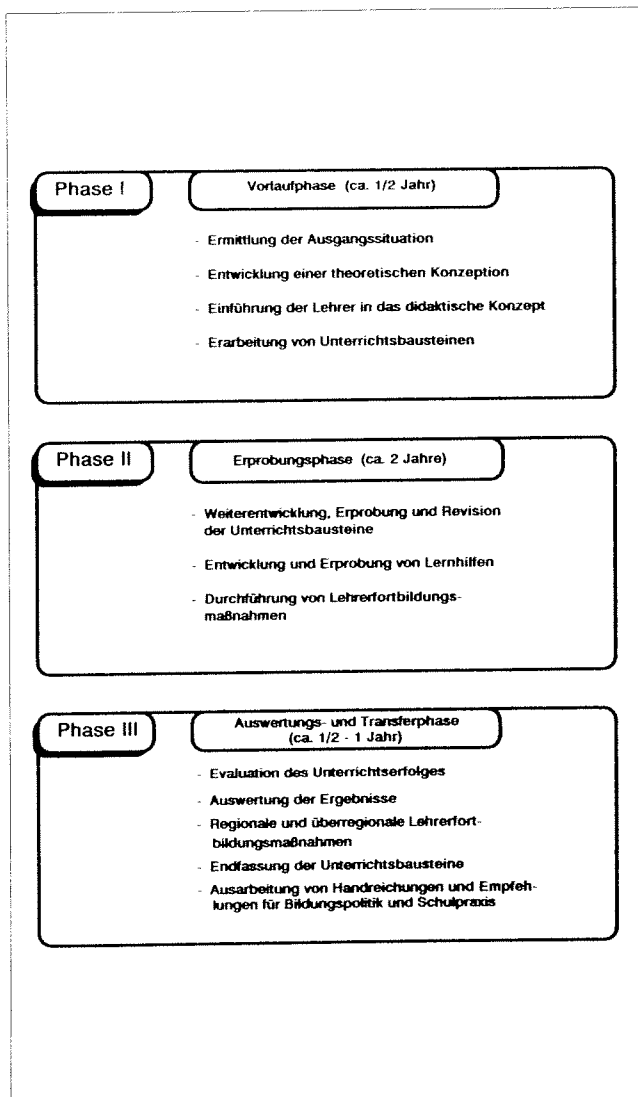 Phase I
Vorlaufphase (ca. 1/2 Jahr)
- Ermittlung der Ausgangssituation
- Entwicklung einer theoretischen Konzeption
- Einführung der Lehrer in das didaktische Konzept
- Erarbeitung von Unterrichtsbausteinen
Phase II
Erprobungsphase (ca. 2 Jahre)
- Weiterentwicklung, Erprobung und Revision
der Unterrichtsbausteine
- Entwicklung und Erprobung von Lernhilfen
- Durchführung von Lehrerfortbildungs-
maßnahmen
Phase III
Auswertungs- und Transferphase
(ca. 1/2 - 1 Jahr)
- Evaluation des Unterrichtserfolges
- Auswertung der Ergebnisse
- Regionale und überregionale Lehrerfort-
bildungsmaßnahmen
- Endfassung der Unterrichtsbausteine
- Ausarbeitung von Handreichungen und Empfeh-
lungen für Bildungspolitik und Schulpraxis